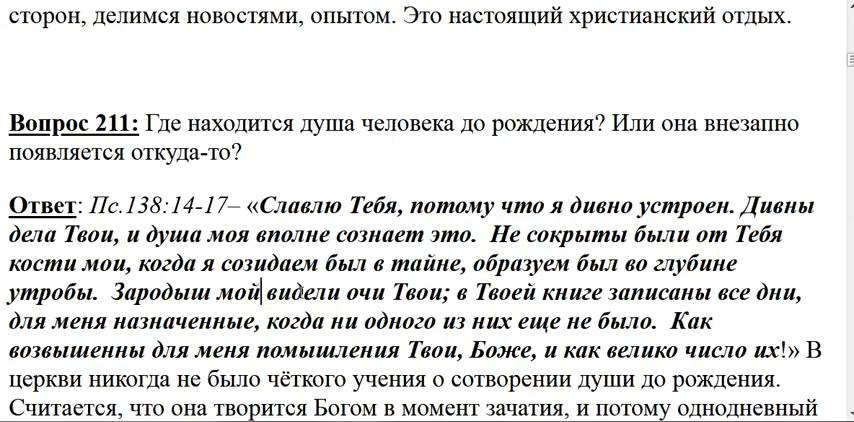 сторон, делимся новостями, опытом. Это настоящий христианский отдых.
Вопрос 211: Где находится душа человека до рождения? Или она внезапно
появляется откуда-то?
Ответ: Пс.138:14-17– «Славлю Тебя, потому что я дивно устроен. Дивны
дела Твои, и душа моя вполне сознает это. Не сокрыты были от Тебя
кости мои, когда я созидаем был в тайне, образуем был во глубине
утробы. Зародыш мой видели очи Твои; в Твоей книге записаны все дни,
для меня назначенные, когда ни одного из них еще не было. Как
возвышенны для меня помышления Твои, Боже, и как велико число их!» В
церкви никогда не было чёткого учения о сотворении души до рождения.
Считается, что она творится Богом в момент зачатия, и потому однодневный